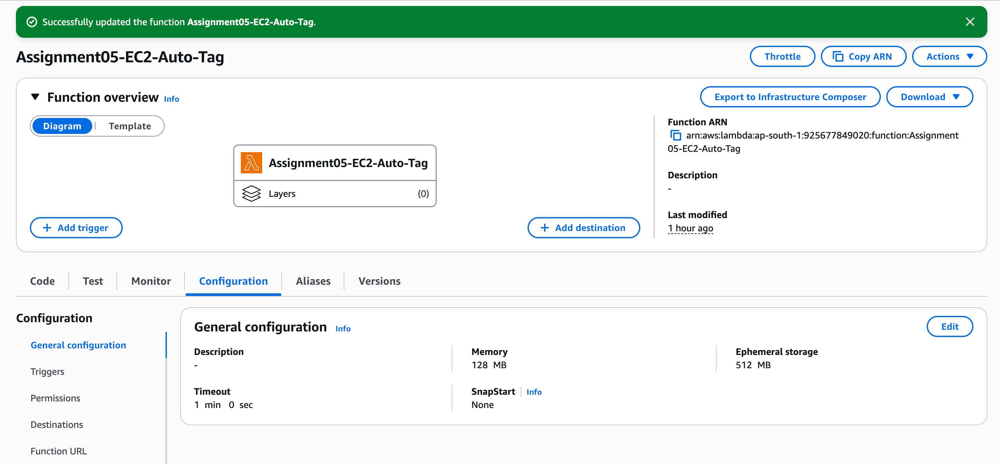 Successfully updated the function Assignment05-EC2-Auto-Tag.
Assignment05-EC2-Auto-Tag
Throttle
Copy ARN
Actions
Function overview Info
Export to Infrastructure Composer
Download
Diagram
Template
Assignment05-EC2-Auto-Tag
Layers (0)
Add trigger
Add destination
Function ARN
arn:aws:lambda:ap-south-1:925677849020:function:Assignment
05-EC2-Auto-Tag
Description
-
Last modified
1 hour ago
Code
Test
Monitor
Configuration
Aliases
Versions
Configuration
General configuration
Triggers
Permissions
Destinations
Function URL
General configuration Info
Edit
Description
-
Memory
128 MB
Ephemeral storage
512 MB
Timeout
1 min 0 sec
SnapStart Info
None